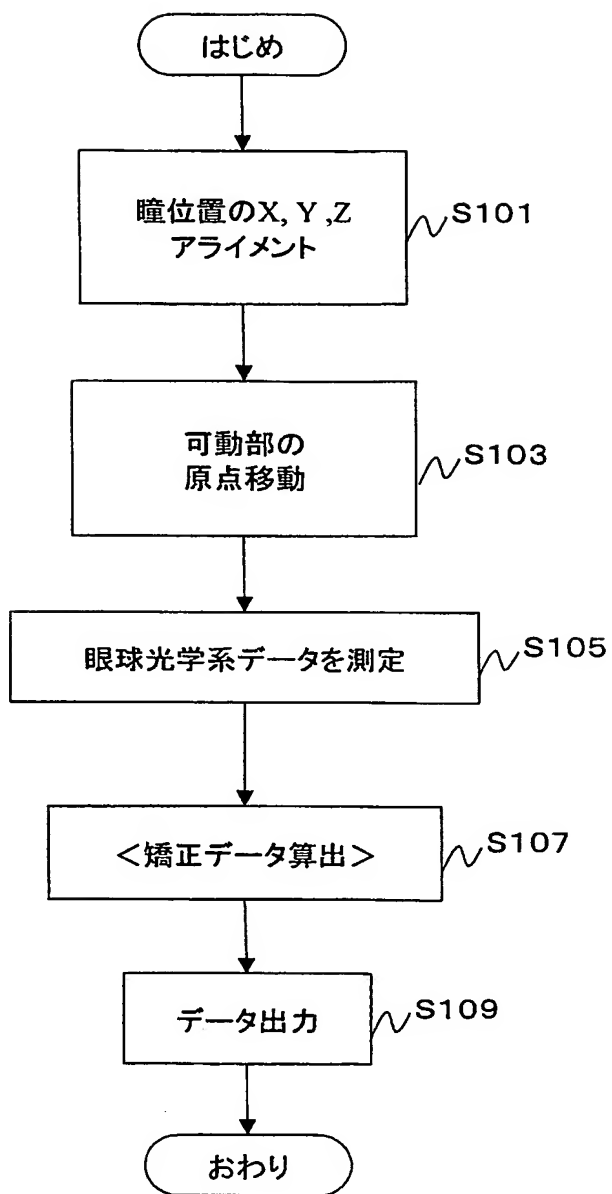 はじめ
瞳位置のX, Y ,Z
アライメント
S101
可動部の
原点移動
S103
眼球光学系データを測定
S105
＜矯正データ算出＞
S107
データ出力
S109
おわり